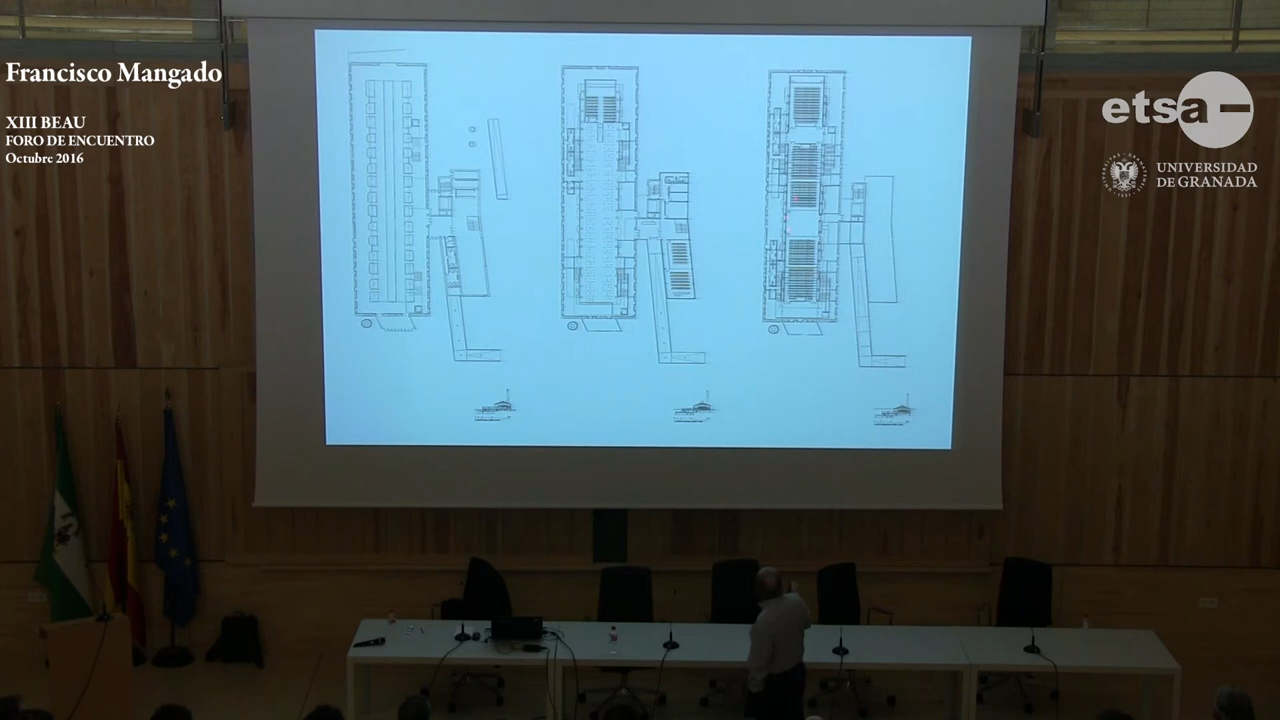 Francisco Mangado
XIII BEAU
FORO DE ENCUENTRO
Octubre 2016
etsa
UNIVERSIDAD
DE GRANADA